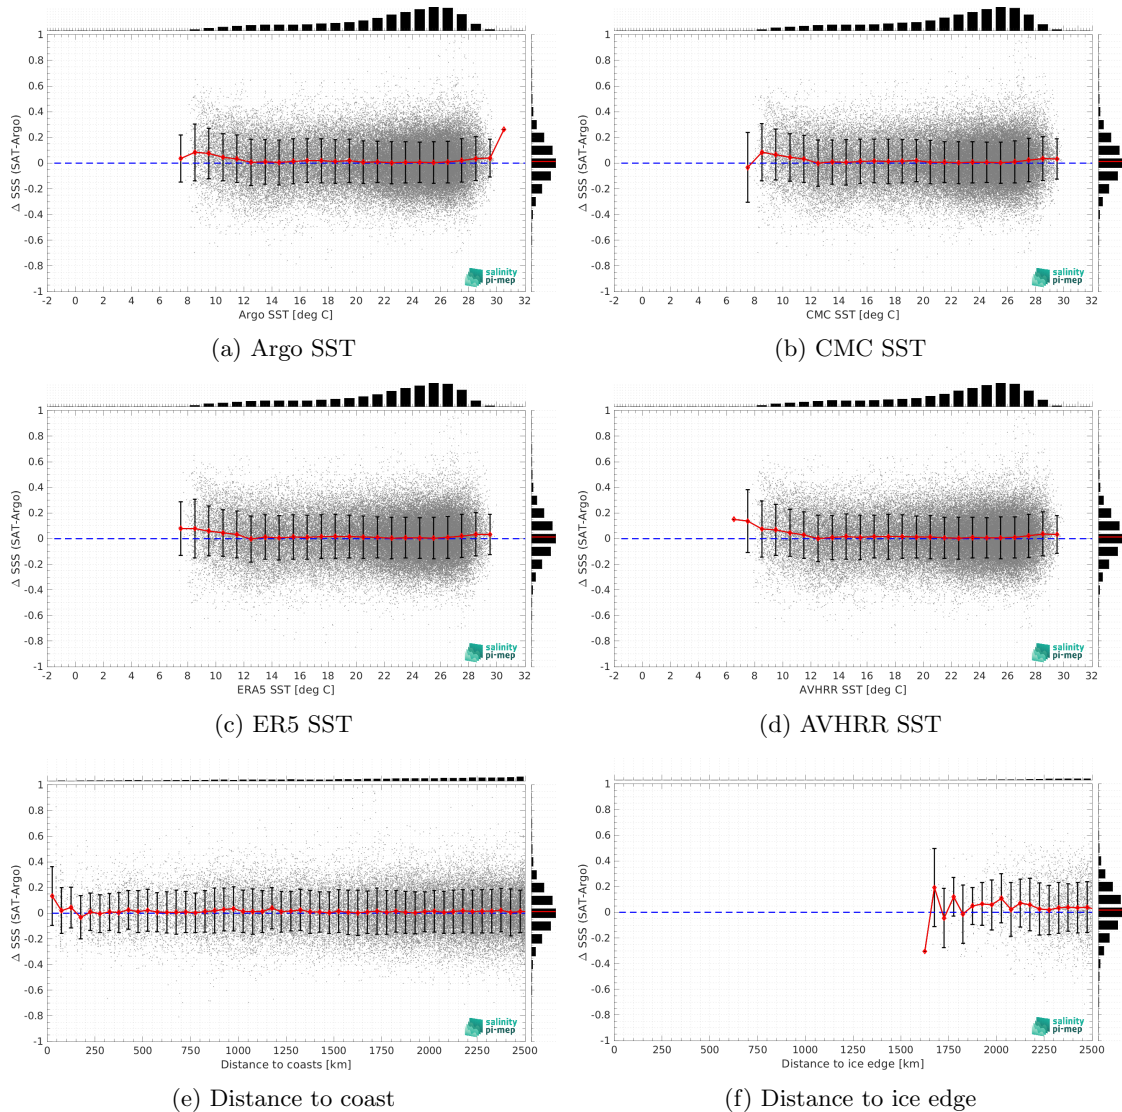 1
0.8
0.6
0.4
0.2
0
-0.2
-0.4
-0.6
-0.8
-1
Δ SSS (SAT-Argo)
salinity
pi-mep
-2 0 2 4 6 8 10 12 14 16 18 20 22 24 26 28 30 32
Argo SST [deg C]
(a) Argo SST
1
0.8
0.6
0.4
0.2
0
-0.2
-0.4
-0.6
-0.8
-1
Δ SSS (SAT-Argo)
salinity
pi-mep
-2 0 2 4 6 8 10 12 14 16 18 20 22 24 26 28 30 32
CMC SST [deg C]
(b) CMC SST
1
0.8
0.6
0.4
0.2
0
-0.2
-0.4
-0.6
-0.8
-1
Δ SSS (SAT-Argo)
salinity
pi-mep
-2 0 2 4 6 8 10 12 14 16 18 20 22 24 26 28 30 32
ERA5 SST [deg C]
(c) ER5 SST
1
0.8
0.6
0.4
0.2
0
-0.2
-0.4
-0.6
-0.8
-1
Δ SSS (SAT-Argo)
salinity
pi-mep
-2 0 2 4 6 8 10 12 14 16 18 20 22 24 26 28 30 32
AVHRR SST [deg C]
(d) AVHRR SST
1
0.8
0.6
0.4
0.2
0
-0.2
-0.4
-0.6
-0.8
-1
Δ SSS (SAT-Argo)
salinity
pi-mep
0 250 500 750 1000 1250 1500 1750 2000 2250 2500
Distance to coasts [km]
(e) Distance to coast
1
0.8
0.6
0.4
0.2
0
-0.2
-0.4
-0.6
-0.8
-1
Δ SSS (SAT-Argo)
salinity
pi-mep
0 250 500 750 1000 1250 1500 1750 2000 2250 2500
Distance to ice edge [km]
(f) Distance to ice edge